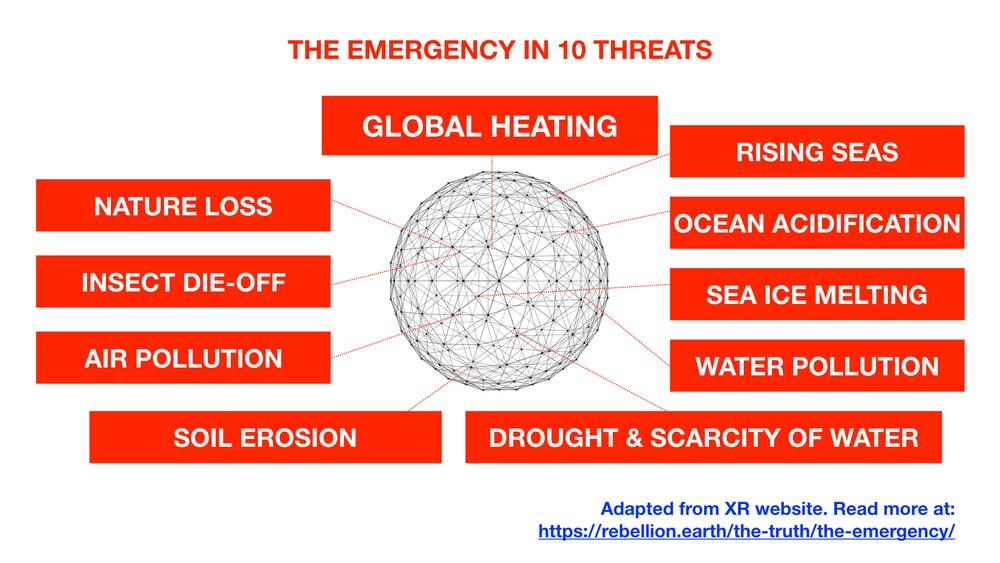 THE EMERGENCY IN 10 THREATS
GLOBAL HEATING
RISING SEAS
NATURE LOSS
OCEAN ACIDIFICATION
INSECT DIE-OFF
SEA ICE MELTING
AIR POLLUTION
WATER POLLUTION
SOIL EROSION
DROUGHT & SCARCITY OF WATER
Adapted from XR website. Read more at:
https://rebellion.earth/the-truth/the-emergency/